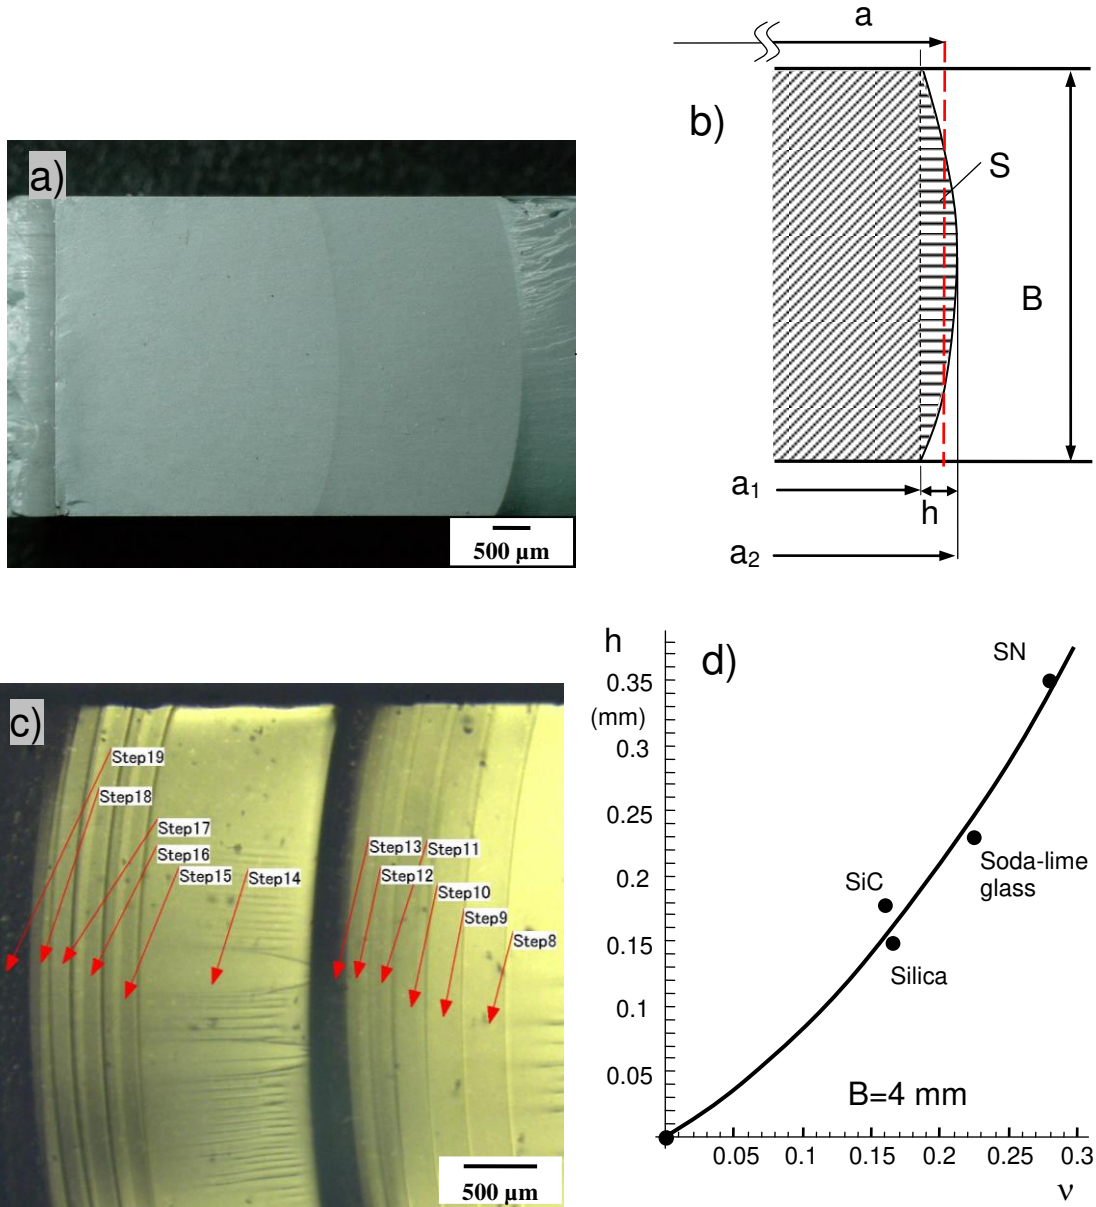 a)
500 µm
a
b)
S
B
a1
h
a2
c)
Step19
Step18
Step17
Step16
Step15
Step14
Step13
Step11
Step12
Step10
Step9
Step8
500 µm
h
(mm)
d)
SN
0.35
0.3
0.25
Soda-lime
glass
0.2
SiC
0.15
Silica
0.1
0.05
B=4 mm
0.05
0.1
0.15
0.2
0.25
0.3
ν